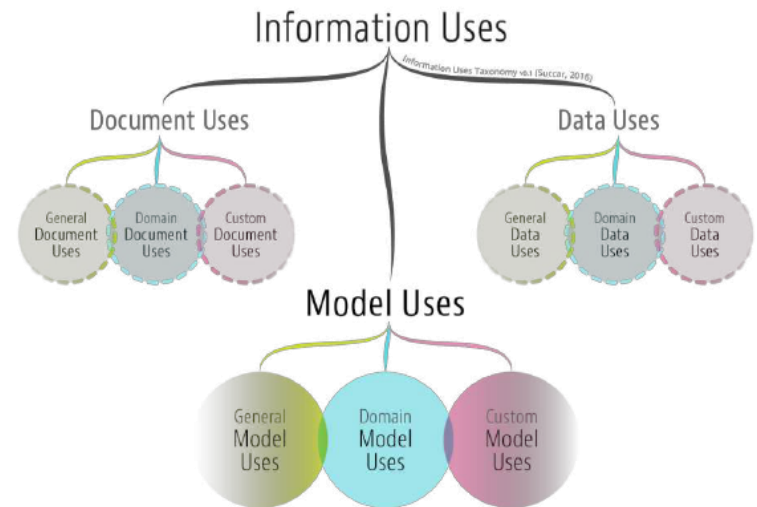 Information Uses
Information Uses Taxonomy v0.1 (Succar, 2016)
Document Uses
General
Document
Uses
Domain
Document
Uses
Custom
Document
Uses
Data Uses
General
Data
Uses
Domain
Data
Uses
Custom
Data
Uses
Model Uses
General
Model
Uses
Domain
Model
Uses
Custom
Model
Uses